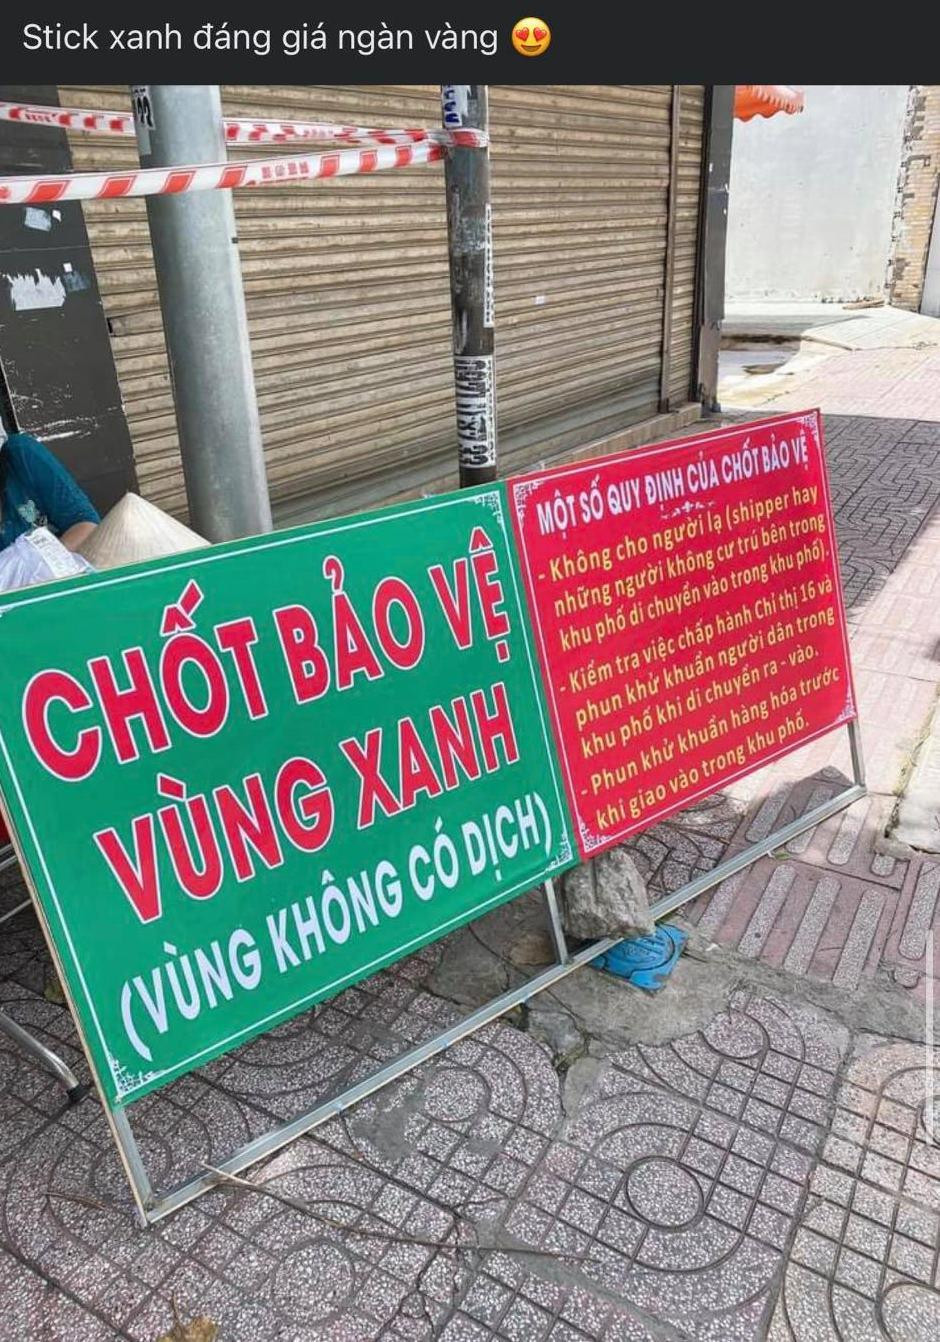 Stick xanh đáng giá ngàn vàng 😍
CHỐT BẢO VỆ
VÙNG XANH
(VÙNG KHÔNG CÓ DỊCH)
MỘT SỐ QUY ĐỊNH CỦA CHỐT BẢO VỆ
- Không cho người lạ (shipper hay
những người không cư trú bên trong
khu phố di chuyển vào trong khu phố).
- Kiểm tra việc chấp hành Chỉ thị 16 và
phun khử khuẩn người dân trong
khu phố khi di chuyển ra - vào.
- Phun khử khuẩn hàng hóa trước
khi giao vào trong khu phố.